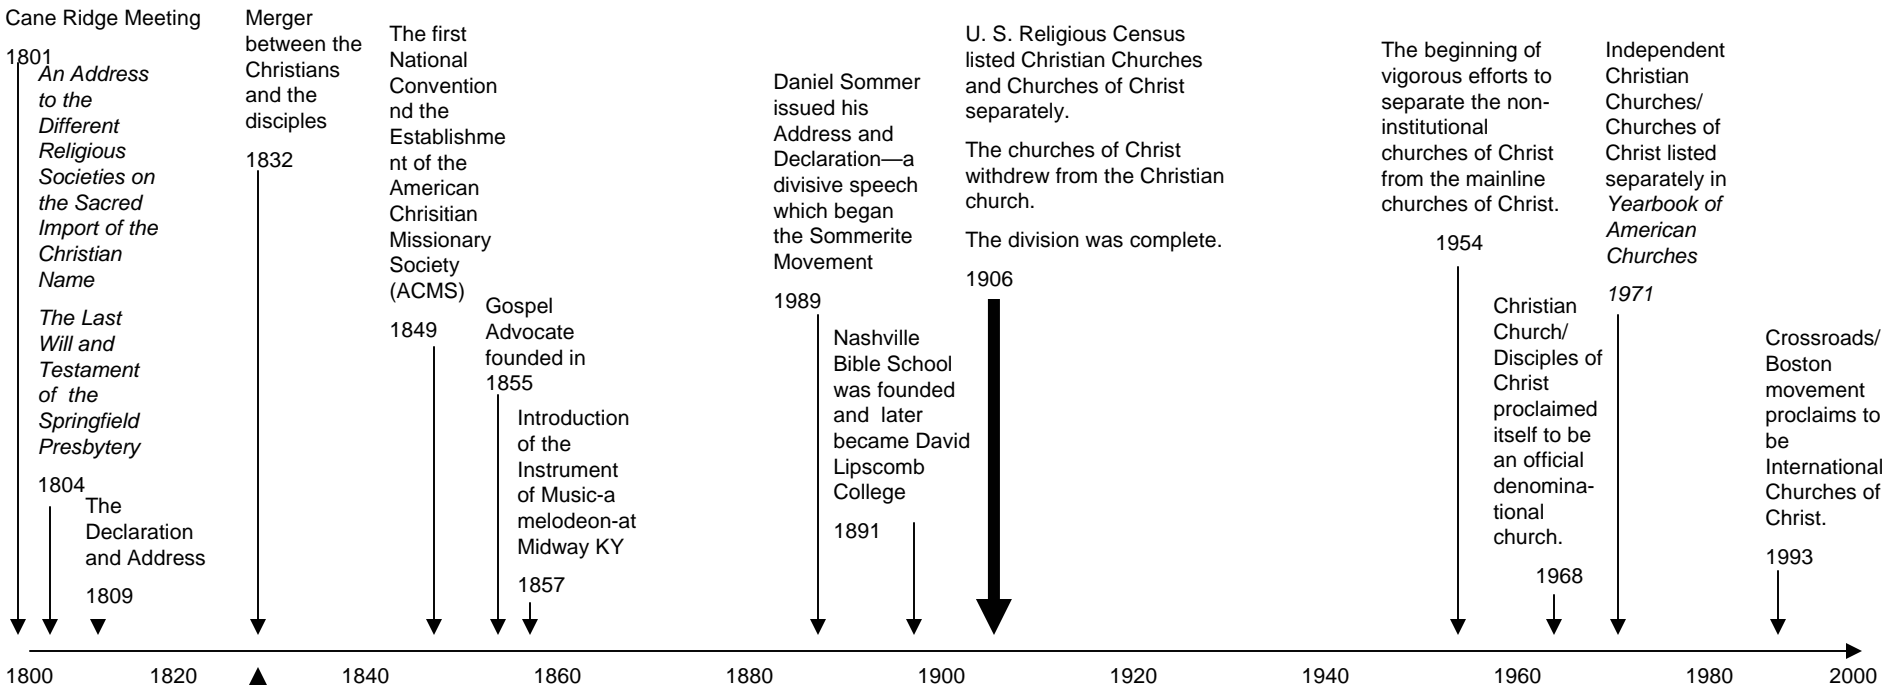 Cane Ridge Meeting
1801
An Address
to the
Different
Religious
Societies on
the Sacred
Import of the
Christian
Name
The Last
Will and
Testament
of the
Springfield
Presbytery
1804
The
Declaration
and Address
1809
Merger
between the
Christians
and the
disciples
1832
The first
National
Convention
nd the
Establishme
nt of the
American
Chrisitian
Missionary
Society
(ACMS)
1849
Gospel
Advocate
founded in
1855
Introduction
of the
Instrument
of Music-a
melodeon-at
Midway KY
1857
Daniel Sommer
issued his
Address and
Declaration—a
divisive speech
which began
the Sommerite
Movement
1989
Nashville
Bible School
was founded
and later
became David
Lipscomb
College
1891
U. S. Religious Census
listed Christian Churches
and Churches of Christ
separately.
The churches of Christ
withdrew from the Christian
church.
The division was complete.
1906
The beginning of
vigorous efforts to
separate the non-
institutional
churches of Christ
from the mainline
churches of Christ.
1954
Christian
Church/
Disciples of
Christ
proclaimed
itself to be
an official
denomina-
tional
church.
1968
Independent
Christian
Churches/
Churches of
Christ listed
separately in
Yearbook of
American
Churches
1971
Crossroads/
Boston
movement
proclaims to
be
International
Churches of
Christ.
1993
1800 1820 1840 1860 1880 1900 1920 1940 1960 1980 2000